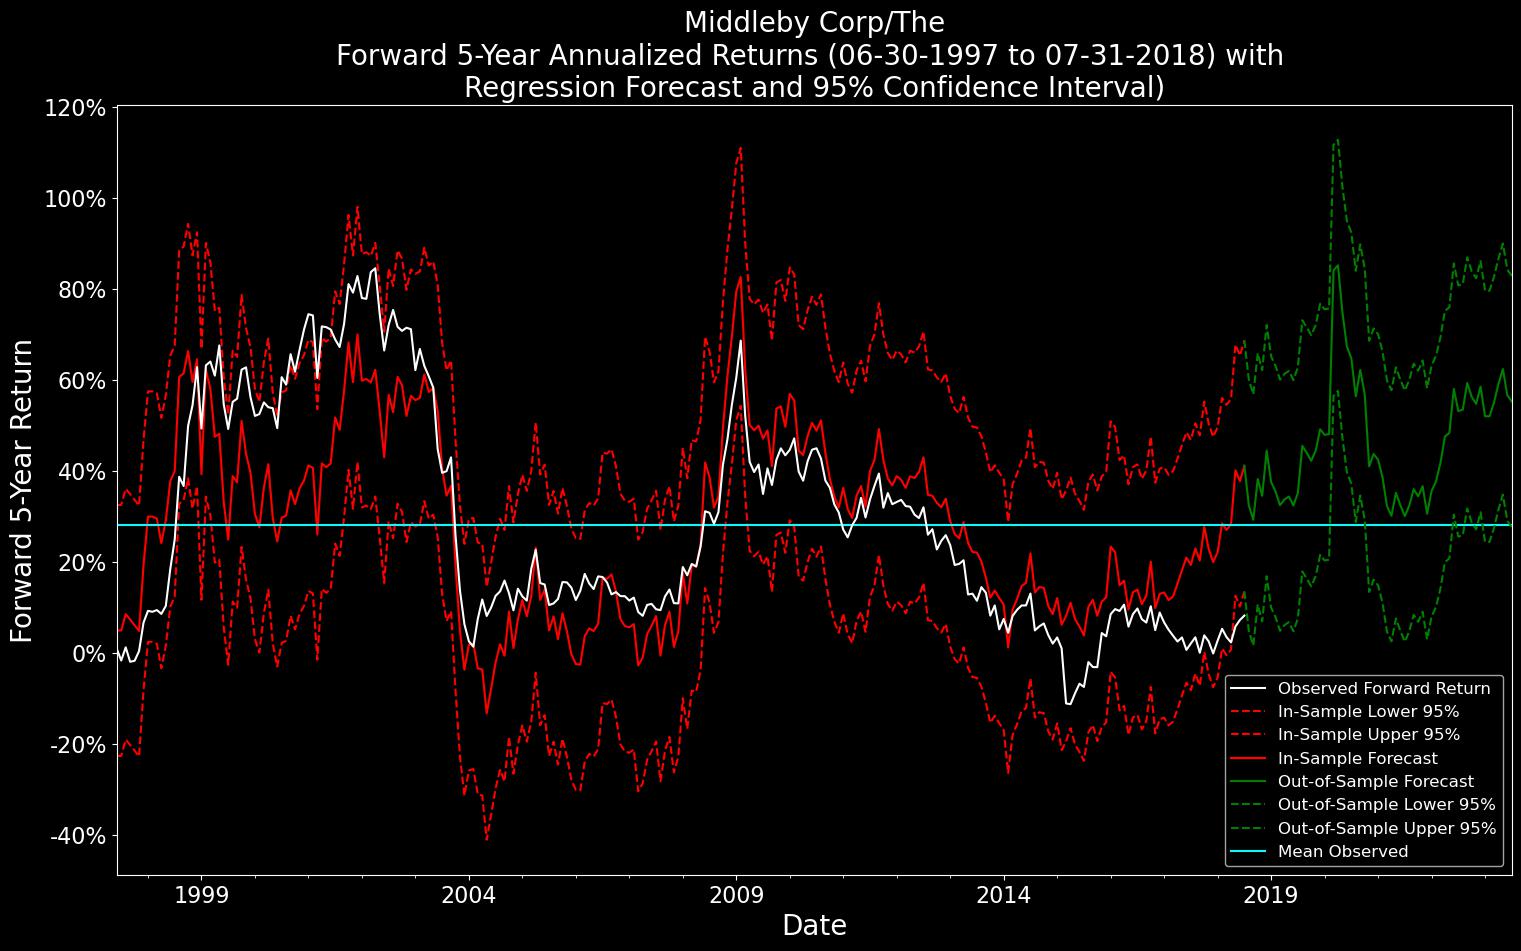 Middleby Corp/The
Forward 5-Year Annualized Returns (06-30-1997 to 07-31-2018) with
Regression Forecast and 95% Confidence Interval)
Forward 5-Year Return
120%
100%
80%
60%
40%
20%
0%
-20%
-40%
Observed Forward Return
In-Sample Lower 95%
In-Sample Upper 95%
In-Sample Forecast
Out-of-Sample Forecast
Out-of-Sample Lower 95%
Out-of-Sample Upper 95%
Mean Observed
1999
2004
2009
2014
2019
Date